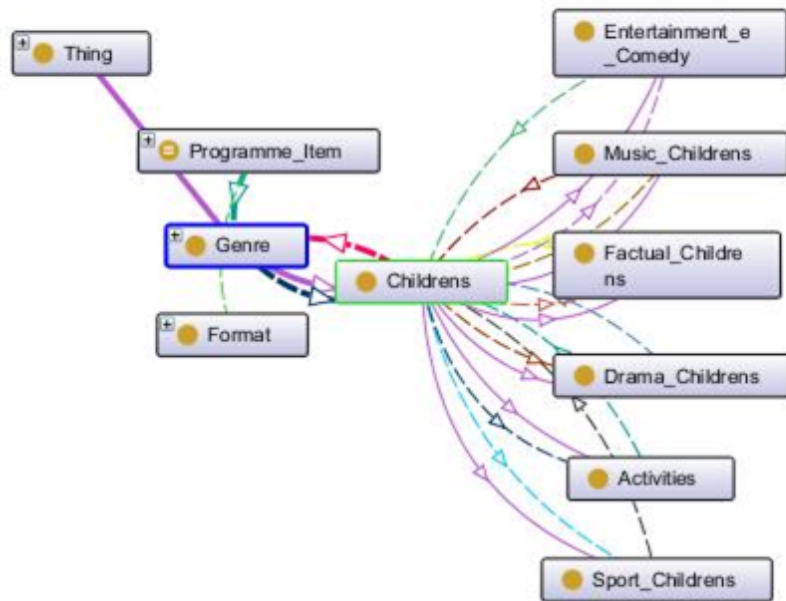 Thing
Programme_Item
Genre
Format
Childrens
Entertainment_e
_Comedy
Music_Childrens
Factual_Childre
ns
Drama_Childrens
Activities
Sport_Childrens